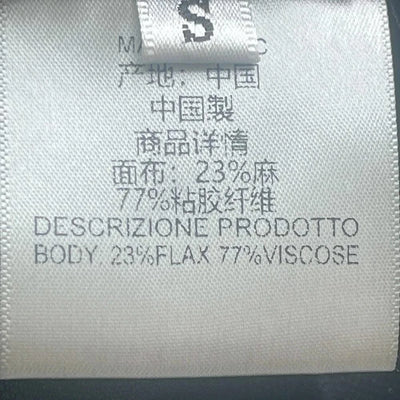 S
产地：中国
中国製
商品详情
面布：23%麻
77%粘胶纤维
DESCRIZIONE PRODOTTO
BODY: 23%FLAX 77%VISCOSE